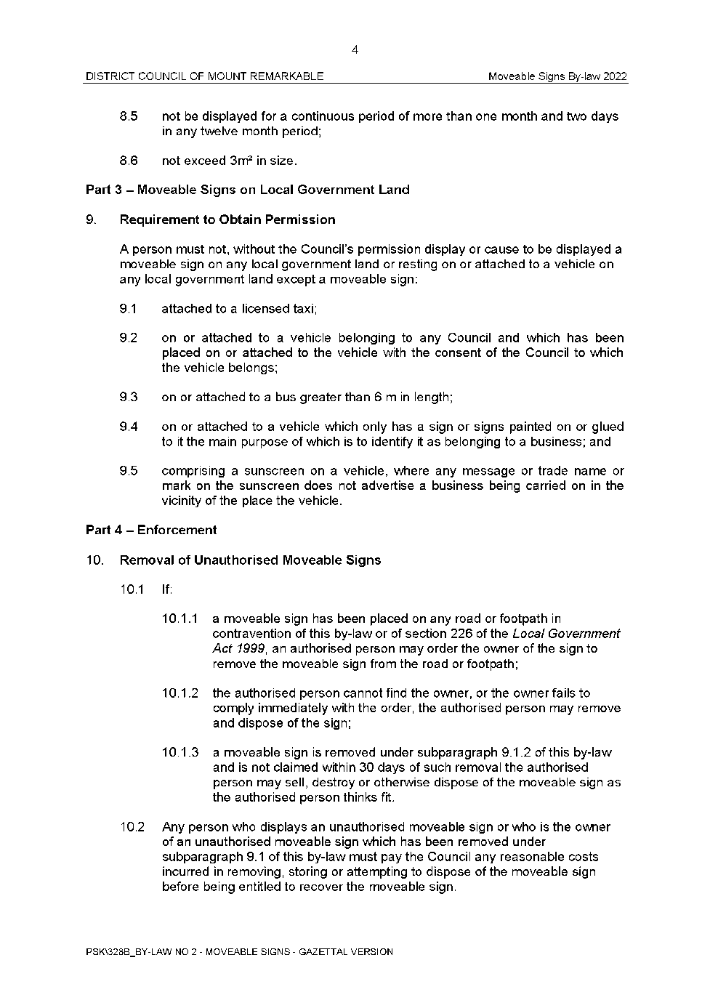 4
DISTRICT COUNCIL OF MOUNT REMARKABLE Moveable Signs By-law 2022
8.5 not be displayed for a continuous period of more than one month and two days
in any twelve month period;
8.6 not exceed 3m² in size.
Part 3 – Moveable Signs on Local Government Land
9. Requirement to Obtain Permission
A person must not, without the Council's permission display or cause to be displayed a
moveable sign on any local government land or resting on or attached to a vehicle on
any local government land except a moveable sign:
9.1 attached to a licensed taxi;
9.2 on or attached to a vehicle belonging to any Council and which has been
placed on or attached to the vehicle with the consent of the Council to which
the vehicle belongs;
9.3 on or attached to a bus greater than 6 m in length;
9.4 on or attached to a vehicle which only has a sign or signs painted on or glued
to it the main purpose of which is to identify it as belonging to a business; and
9.5 comprising a sunscreen on a vehicle, where any message or trade name or
mark on the sunscreen does not advertise a business being carried on in the
vicinity of the place the vehicle.
Part 4 – Enforcement
10. Removal of Unauthorised Moveable Signs
10.1 If:
10.1.1 a moveable sign has been placed on any road or footpath in
contravention of this by-law or of section 226 of the Local Government
Act 1999, an authorised person may order the owner of the sign to
remove the moveable sign from the road or footpath;
10.1.2 the authorised person cannot find the owner, or the owner fails to
comply immediately with the order, the authorised person may remove
and dispose of the sign;
10.1.3 a moveable sign is removed under subparagraph 9.1.2 of this by-law
and is not claimed within 30 days of such removal the authorised
person may sell, destroy or otherwise dispose of the moveable sign as
the authorised person thinks fit.
10.2 Any person who displays an unauthorised moveable sign or who is the owner
of an unauthorised moveable sign which has been removed under
subparagraph 9.1 of this by-law must pay the Council any reasonable costs
incurred in removing, storing or attempting to dispose of the moveable sign
before being entitled to recover the moveable sign.
PSK\328B_BY-LAW NO 2 - MOVEABLE SIGNS - GAZETTAL VERSION